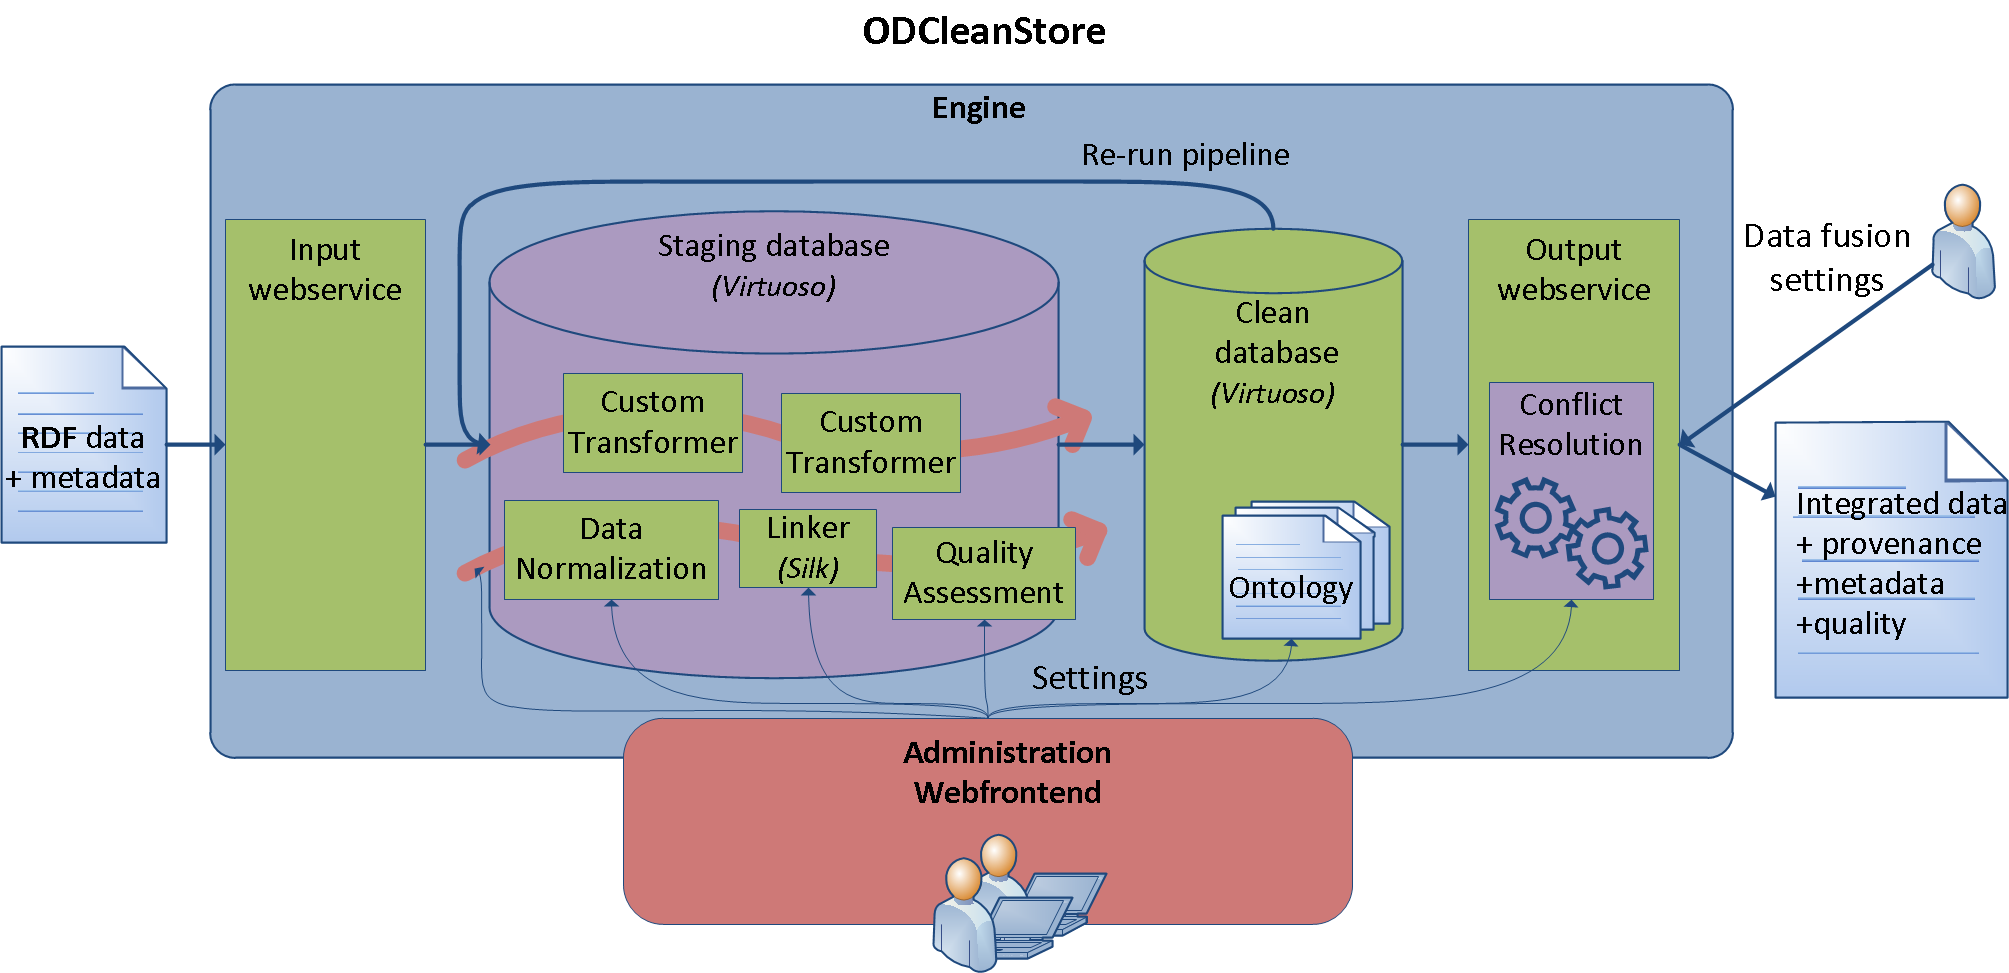 ODCleanStore
Engine
Re-run pipeline
Input
webservice
Staging database
(Virtuoso)
Clean
database
(Virtuoso)
Output
webservice
Data fusion
settings
RDF data
+ metadata
Custom
Transformer
Custom
Transformer
Data
Normalization
Linker
(Silk)
Quality
Assessment
Ontology
Conflict
Resolution
Integrated data
+ provenance
+metadata
+quality
Settings
Administration
Webfrontend